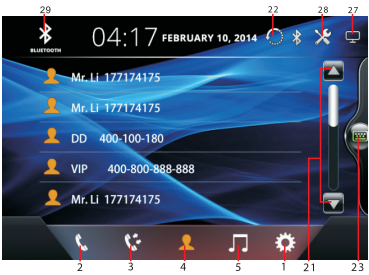 29 22 28 27
BLUETOOTH 04:17 FEBRUARY 10, 2014
Mr. Li 177174175
Mr. Li 177174175
DD 400-100-180
VIP 400-800-888-888
Mr. Li 177174175
2 3 4 5 1 21 23